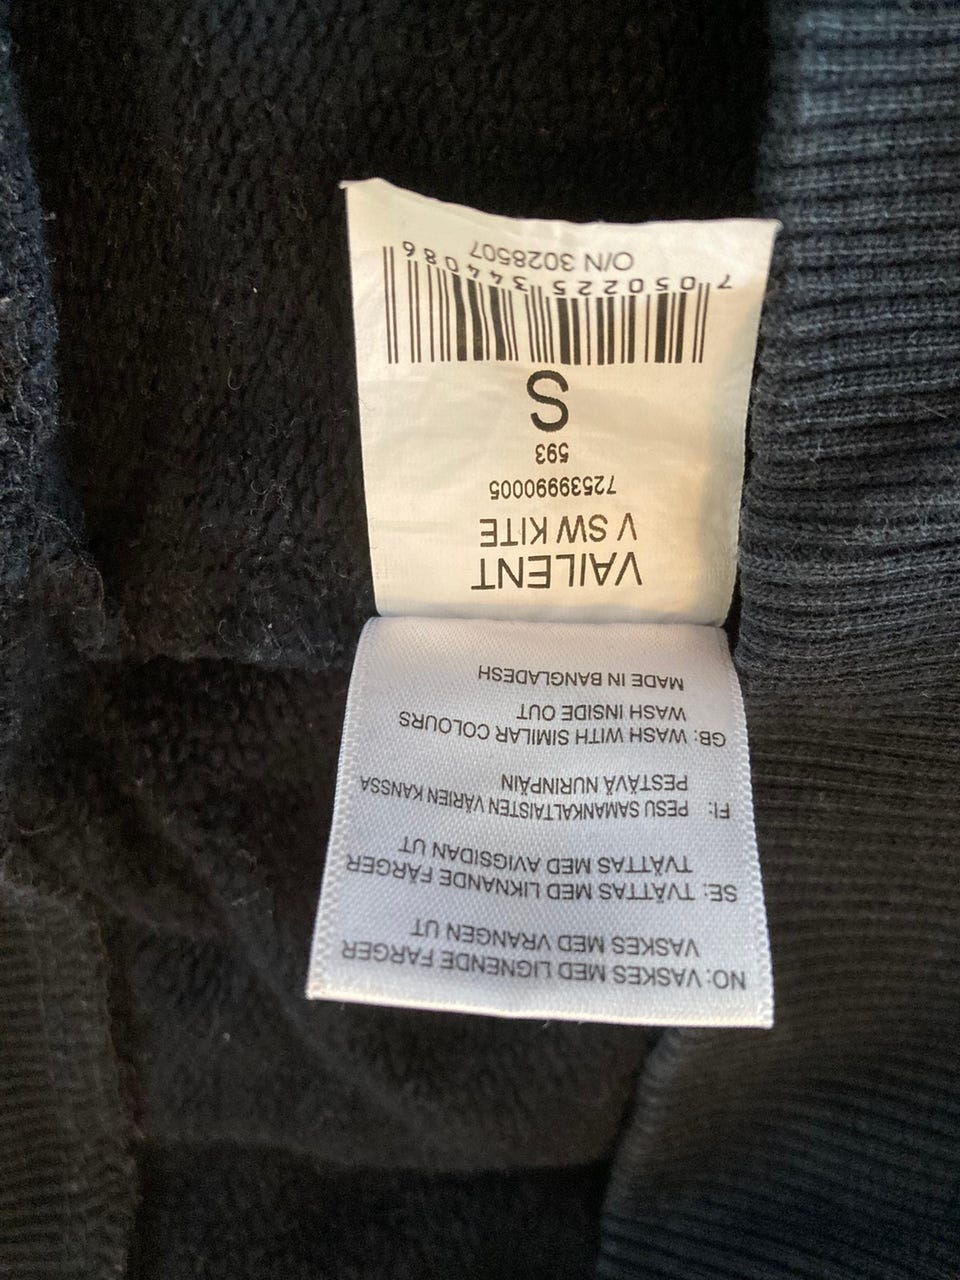 NO: VASKES MED LIGNENDE FARGER
VASKES MED VRANGEN UT
SE: TVÄTTAS MED LIKNANDE FÄRGER
TVÄTTAS MED AVIGSIDAN UT
FI: PESU SAMANKALTAISTEN VÄRIEN KANSSA
PESTÄVÄ NURINPÄIN
GB: WASH WITH SIMILAR COLOURS
WASH INSIDE OUT
MADE IN BANGLADESH
VAILENT
V SW KITE
72539990005
593
S
7 050225 344086
O/N 3028507